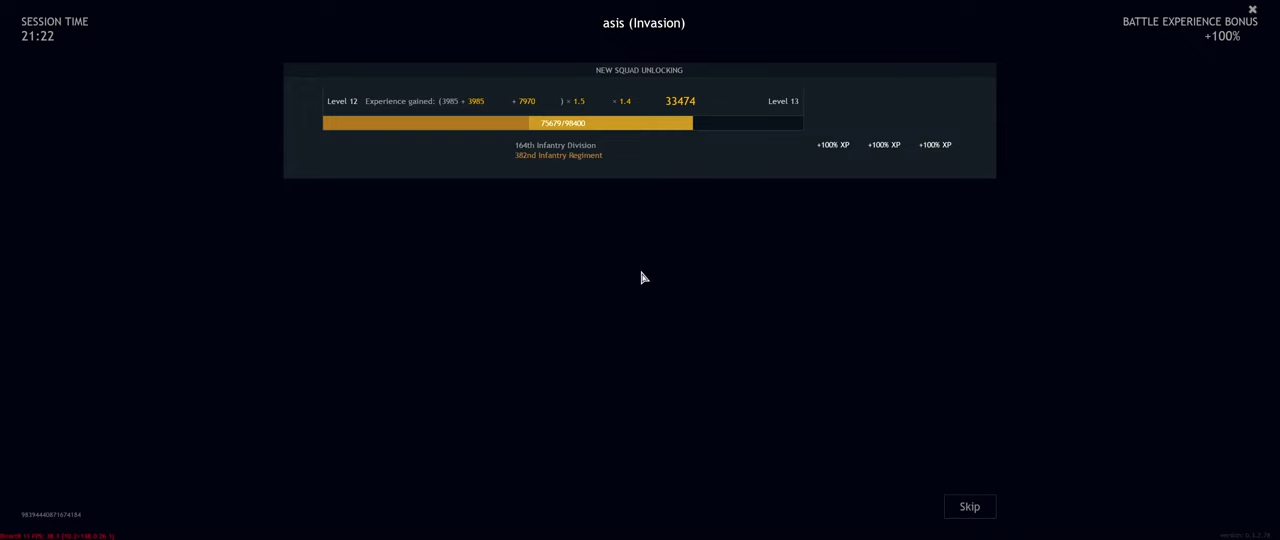 SESSION TIME
21:22
asis (Invasion)
BATTLE EXPERIENCE BONUS
+100%
NEW SQUAD UNLOCKING
Level 12 Experience gained: (3985 + 3985 + 7970 ) × 1.5 × 1.4 33474 Level 13
75679/98400
164th Infantry Division
382nd Infantry Regiment
+100% XP +100% XP +100% XP
Skip
98394440871674184